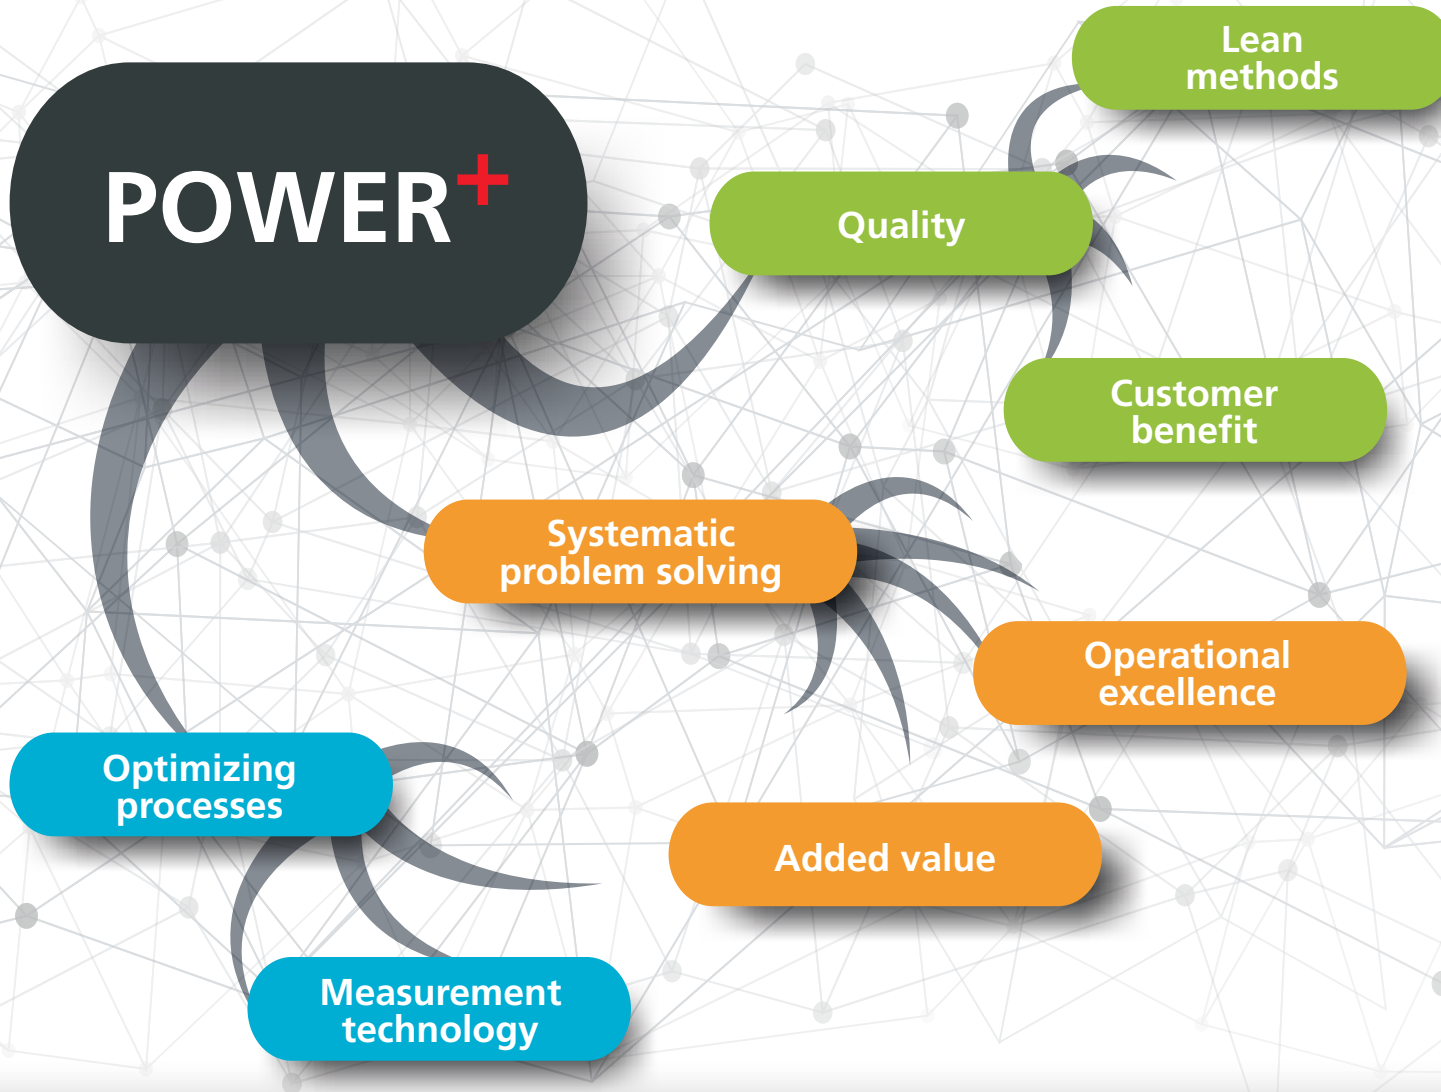 POWER+
Lean
methods
Quality
Customer
benefit
Systematic
problem solving
Operational
excellence
Optimizing
processes
Added value
Measurement
technology